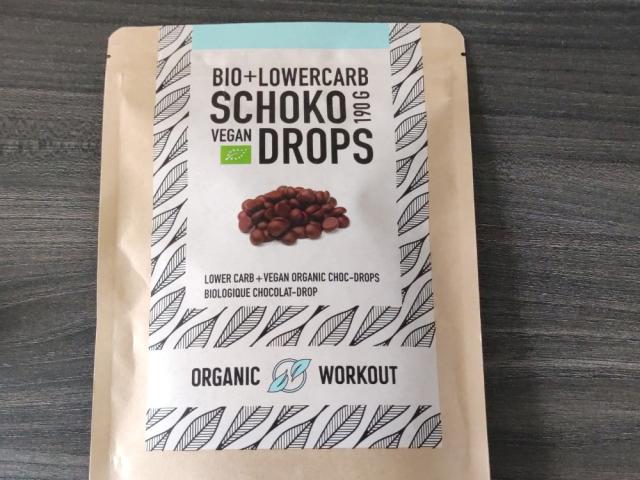 BIO+LOWERCARB
SCHOKO 190 G
VEGAN DROPS
LOWER CARB + VEGAN ORGANIC CHOC-DROPS
BIOLOGIQUE CHOCOLAT-DROP
ORGANIC WORKOUT